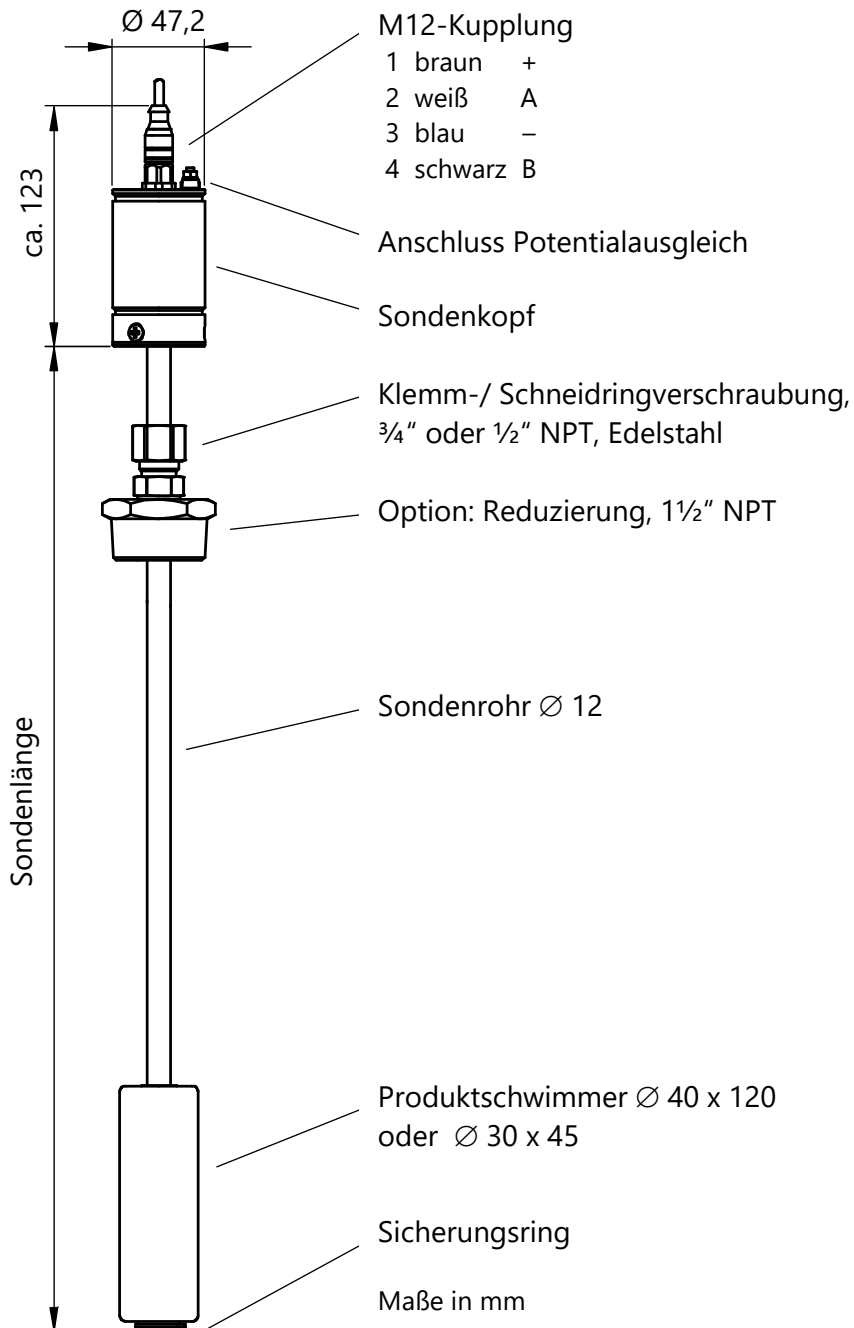 Ø 47,2
M12-Kupplung
1 braun +
2 weiß A
3 blau –
4 schwarz B
ca. 123
Anschluss Potentialausgleich
Sondenkopf
Klemm-/ Schneidringverschraubung,
¾“ oder ½“ NPT, Edelstahl
Option: Reduzierung, 1½“ NPT
Sondenrohr ∅ 12
Sondenlänge
Produktschwimmer ∅ 40 x 120
oder ∅ 30 x 45
Sicherungsring
Maße in mm